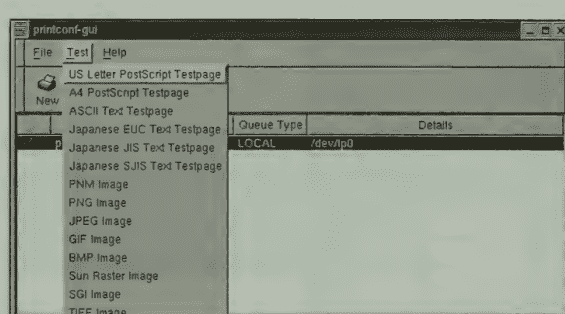 printconf-gui
File Test Help
New
US Letter PostScript Testpage
A4 PostScript Testpage
ASCII Text Testpage
Japanese EUC Text Testpage
Japanese JIS Text Testpage
Japanese SJIS Text Testpage
PNM Image
PNG Image
JPEG Image
GIF Image
BMP Image
Sun Raster Image
SGI Image
TIFF Image
Queue Type Details
LOCAL /dev/lp0